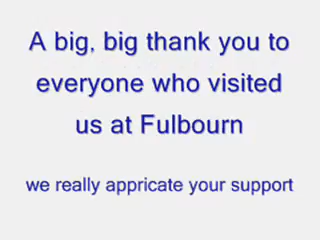 A big, big thank you to
everyone who visited
us at Fulbourn
we really appricate your support